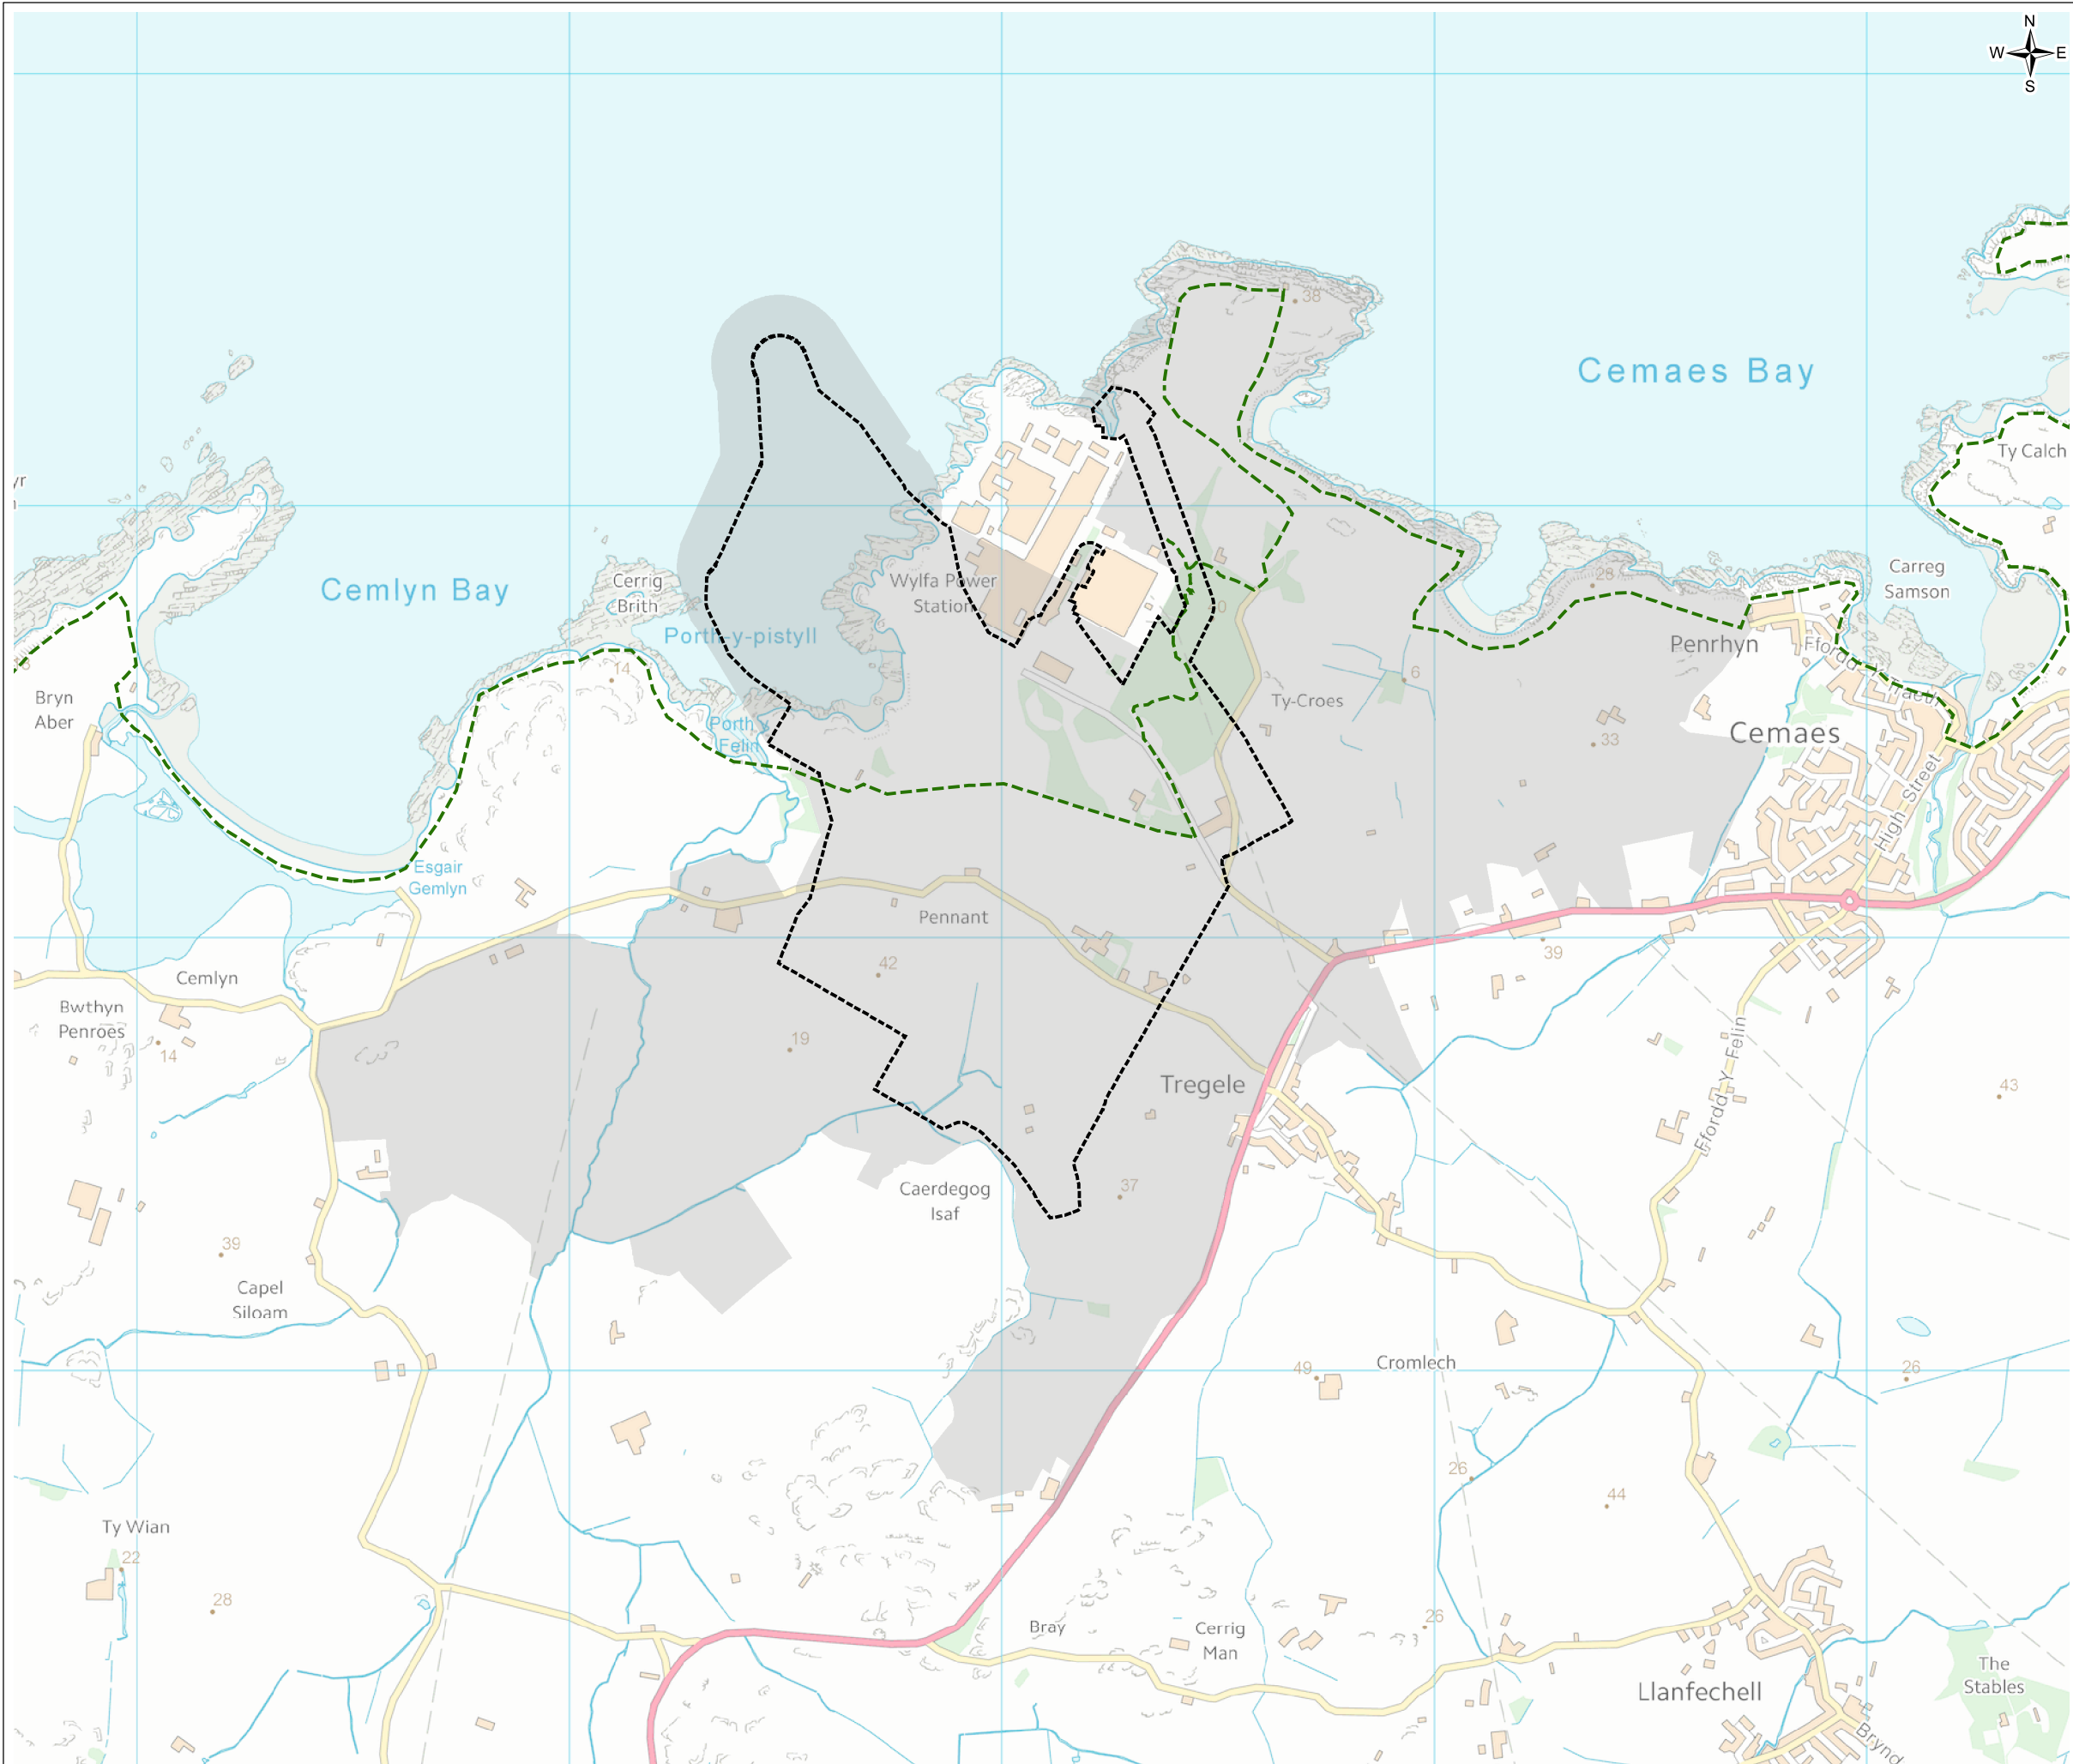 N
W E
S
38
Cemaes Bay
Ty Calch
Cemlyn Bay
Cerrig
Brith
Wylfa Power
Station
28
Carreg
Samson
Porth-y-pistyll
Penrhyn
14
Bryn
Aber
Ty-Croes
6
Porth y
Felin
33
Cemaes
High Street
Esgair
Gemlyn
Pennant
39
42
Cemlyn
Bwthyn
Penroes
14
19
Tregele
Ffordd Y Felin
43
Caerdegog
Isaf
37
39
Capel
Siloam
Cromlech
49
26
26
44
Ty Wian
22
28
Bray
Cerrig
Man
26
The
Stables
Llanfechell